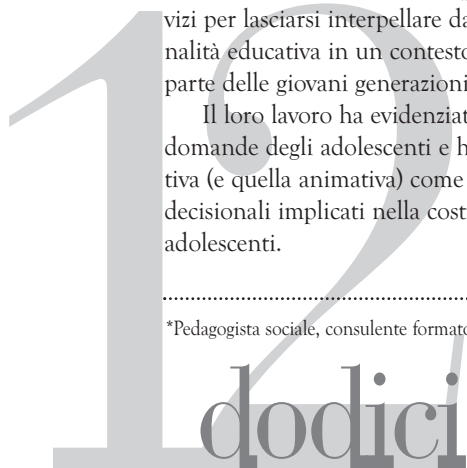 vizi per lasciarsi interpellare da
nalità educativa in un contesto
parte delle giovani generazioni
Il loro lavoro ha evidenziat
domande degli adolescenti e h
tiva (e quella animativa) come
decisionali implicati nella cost
adolescenti.
*Pedagogista sociale, consulente formato
12
dodici